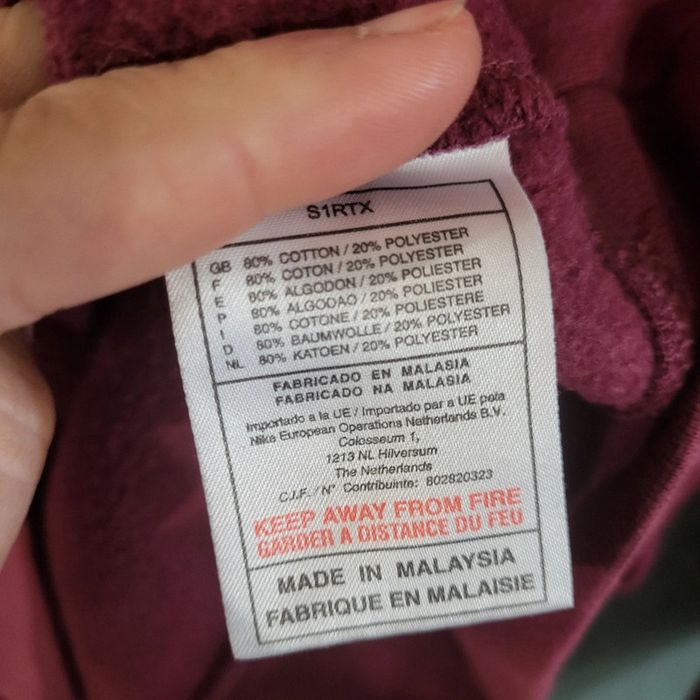 S1RTX
GB 80% COTTON / 20% POLYESTER
F 80% COTON / 20% POLYESTER
E 80% ALGODON / 20% POLIESTER
P 80% ALGODAO / 20% POLIESTER
I 80% COTONE / 20% POLIESTERE
D 80% BAUMWOLLE / 20% POLYESTER
NL 80% KATOEN / 20% POLYESTER
FABRICADO EN MALASIA
FABRICADO NA MALASIA
Importado a la UE / Importado par a UE pela
Nike European Operations Netherlands B.V.
Colosseum 1,
1213 NL Hilversum
The Netherlands
C.J.F. / N° Contribuinte: 802820323
KEEP AWAY FROM FIRE
GARDER A DISTANCE DU FEU
MADE IN MALAYSIA
FABRIQUE EN MALAISIE